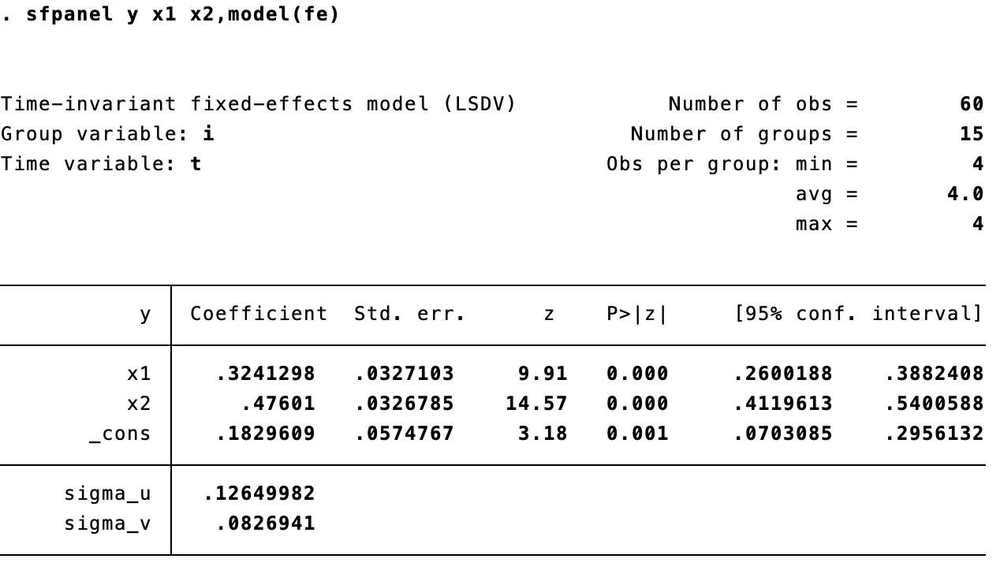 . sfpanel y x1 x2,model(fe)
Time-invariant fixed-effects model (LSDV) Number of obs = 60
Group variable: i Number of groups = 15
Time variable: t Obs per group: min = 4
avg = 4.0
max = 4
y Coefficient Std. err. z P>|z| [95% conf. interval]
x1 .3241298 .0327103 9.91 0.000 .2600188 .3882408
x2 .47601 .0326785 14.57 0.000 .4119613 .5400588
_cons .1829609 .0574767 3.18 0.001 .0703085 .2956132
sigma_u .12649982
sigma_v .0826941